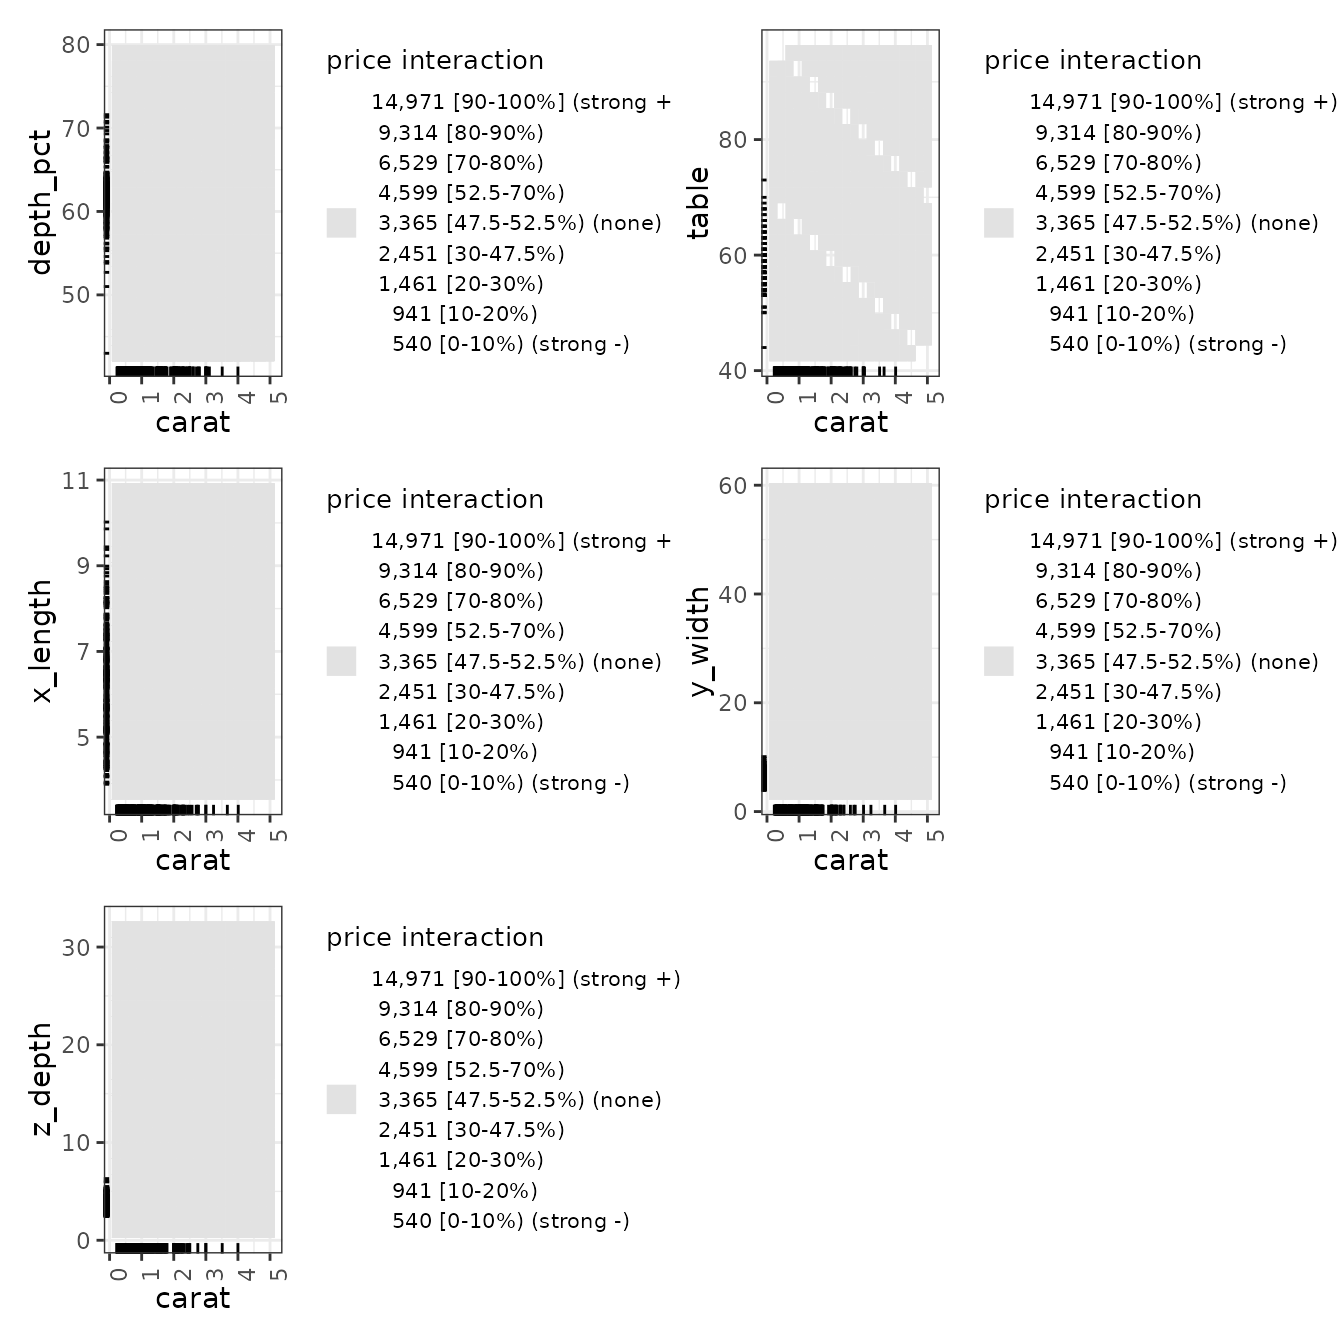 80
70
60
50
depth_pct
0 1 2 3 4 5
carat
price interaction
14,971 [90-100%] (strong +
9,314 [80-90%)
6,529 [70-80%)
4,599 [52.5-70%)
3,365 [47.5-52.5%) (none)
2,451 [30-47.5%)
1,461 [20-30%)
941 [10-20%)
540 [0-10%) (strong -)
80
60
40
table
0 1 2 3 4 5
carat
price interaction
14,971 [90-100%] (strong +)
9,314 [80-90%)
6,529 [70-80%)
4,599 [52.5-70%)
3,365 [47.5-52.5%) (none)
2,451 [30-47.5%)
1,461 [20-30%)
941 [10-20%)
540 [0-10%) (strong -)
11
9
7
5
x_length
0 1 2 3 4 5
carat
price interaction
14,971 [90-100%] (strong +
9,314 [80-90%)
6,529 [70-80%)
4,599 [52.5-70%)
3,365 [47.5-52.5%) (none)
2,451 [30-47.5%)
1,461 [20-30%)
941 [10-20%)
540 [0-10%) (strong -)
60
40
20
0
y_width
0 1 2 3 4 5
carat
price interaction
14,971 [90-100%] (strong +)
9,314 [80-90%)
6,529 [70-80%)
4,599 [52.5-70%)
3,365 [47.5-52.5%) (none)
2,451 [30-47.5%)
1,461 [20-30%)
941 [10-20%)
540 [0-10%) (strong -)
30
20
10
0
z_depth
0 1 2 3 4 5
carat
price interaction
14,971 [90-100%] (strong +)
9,314 [80-90%)
6,529 [70-80%)
4,599 [52.5-70%)
3,365 [47.5-52.5%) (none)
2,451 [30-47.5%)
1,461 [20-30%)
941 [10-20%)
540 [0-10%) (strong -)